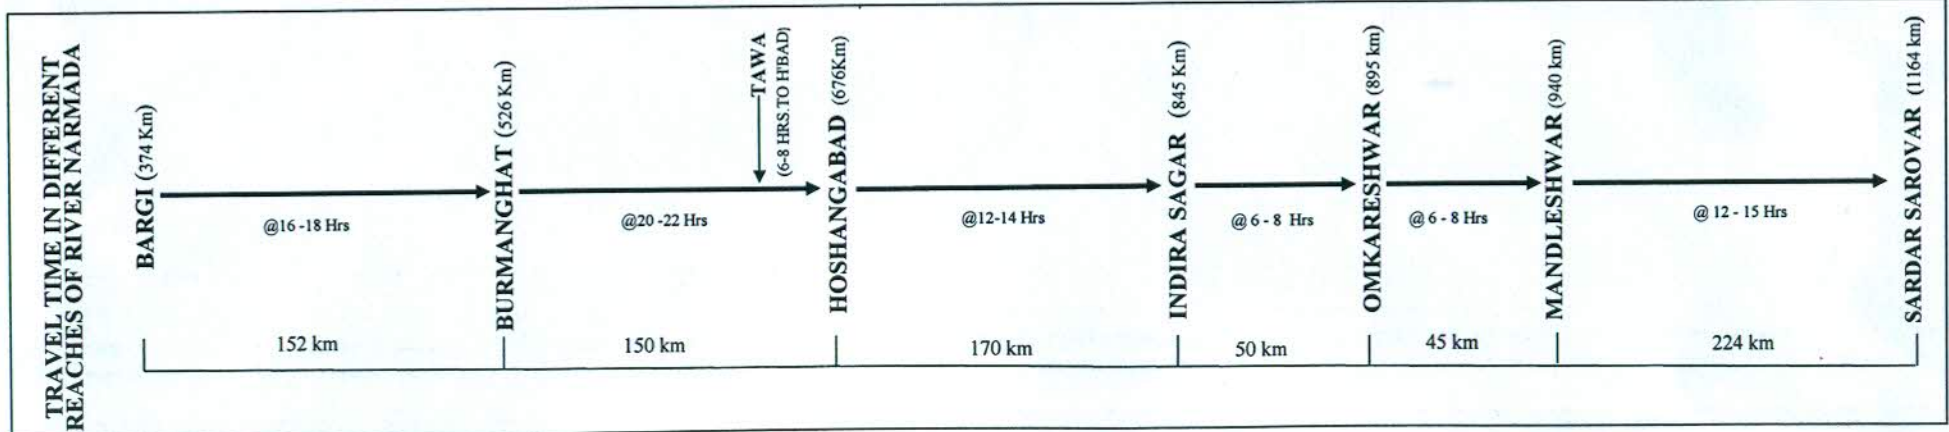 TRAVEL TIME IN DIFFERENT
REACHES OF RIVER NARMADA
BARGI (374 Km)
@16 -18 Hrs
152 km
BURMANGHAT (526 Km)
@20 -22 Hrs
150 km
TAWA
(6-8 HRS.TO H'BAD)
HOSHANGABAD (676Km)
@12-14 Hrs
170 km
INDIRA SAGAR (845 Km)
@ 6 - 8 Hrs
50 km
OMKARESHWAR (895 km)
@ 6 - 8 Hrs
45 km
MANDLESHWAR (940 km)
@ 12 - 15 Hrs
224 km
SARDAR SAROVAR (1164 km)